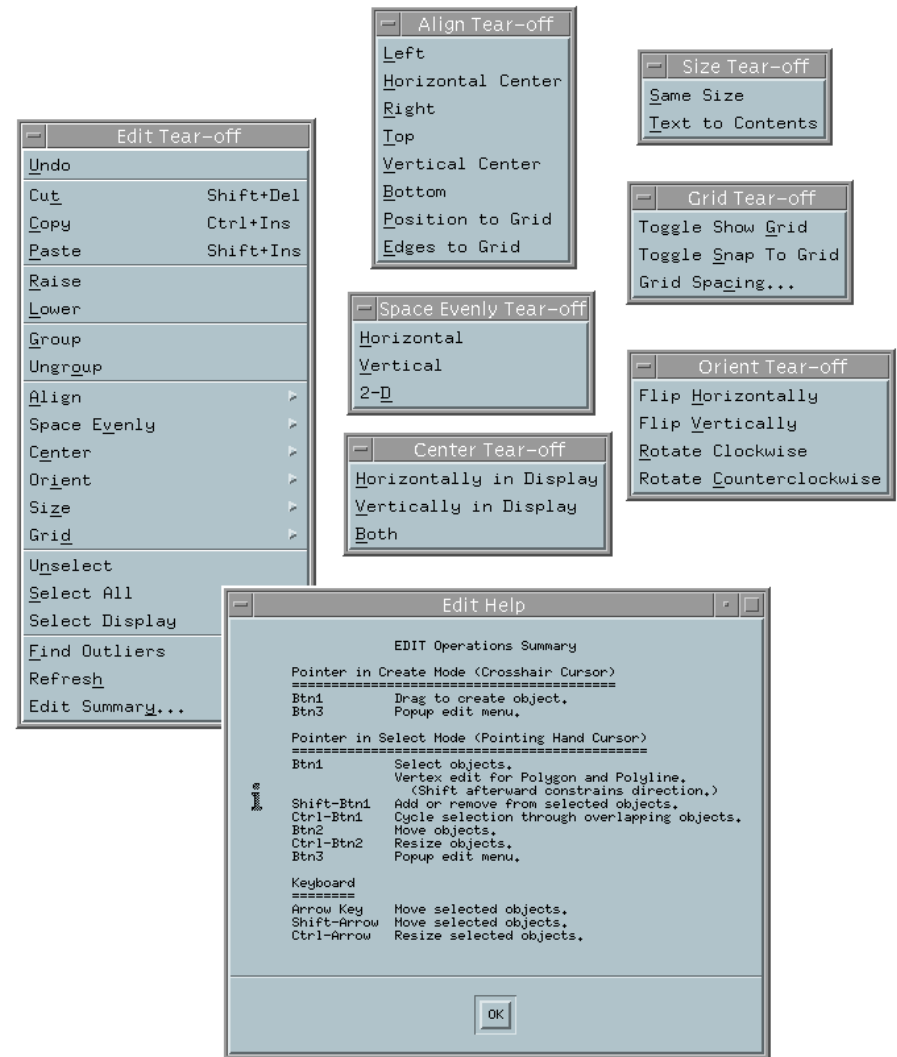 Edit Tear-off
Undo
Cut Shift+Del
Copy Ctrl+Ins
Paste Shift+Ins
Raise
Lower
Group
Ungroup
Align
Space Evenly
Center
Orient
Size
Grid
Unselect
Select All
Select Display
Find Outliers
Refresh
Edit Summary...
Align Tear-off
Left
Horizontal Center
Right
Top
Vertical Center
Bottom
Position to Grid
Edges to Grid
Space Evenly Tear-off
Horizontal
Vertical
2-D
Center Tear-off
Horizontally in Display
Vertically in Display
Both
Size Tear-off
Same Size
Text to Contents
Grid Tear-off
Toggle Show Grid
Toggle Snap To Grid
Grid Spacing...
Orient Tear-off
Flip Horizontally
Flip Vertically
Rotate Clockwise
Rotate Counterclockwise
Edit Help
EDIT Operations Summary
Pointer in Create Mode (Crosshair Cursor)
=========================================
Btn1 Drag to create object.
Btn3 Popup edit menu.
Pointer in Select Mode (Pointing Hand Cursor)
=============================================
Btn1 Select objects.
Vertex edit for Polygon and Polyline.
(Shift afterward constrains direction.)
Shift-Btn1 Add or remove from selected objects.
Ctrl-Btn1 Cycle selection through overlapping objects.
Btn2 Move objects.
Ctrl-Btn2 Resize objects.
Btn3 Popup edit menu.
Keyboard
========
Arrow Key Move selected objects.
Shift-Arrow Move selected objects.
Ctrl-Arrow Resize selected objects.
OK